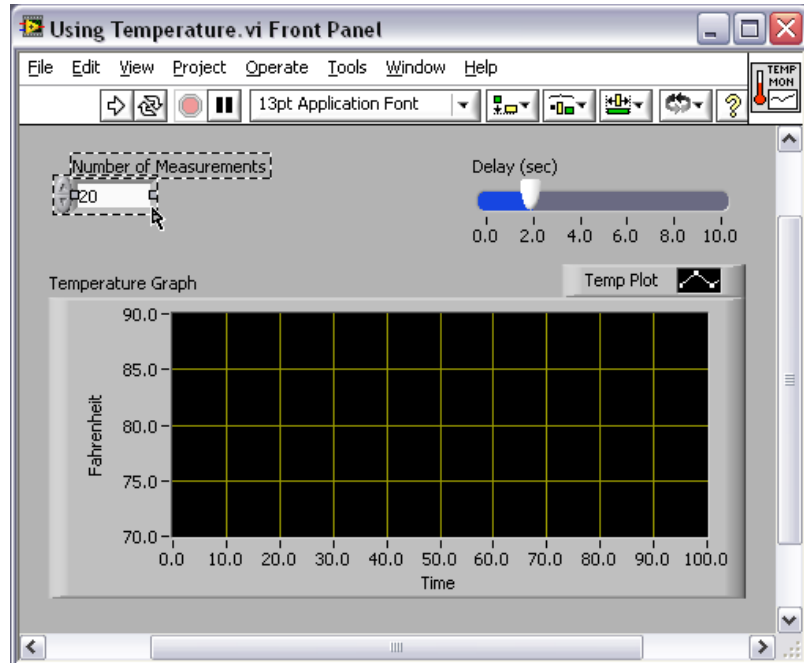 Using Temperature.vi Front Panel
File Edit View Project Operate Tools Window Help
TEMP
MON
13pt Application Font
?
Number of Measurements
20
Delay (sec)
0.0 2.0 4.0 6.0 8.0 10.0
Temperature Graph
Temp Plot
90.0
85.0
80.0
75.0
70.0
Fahrenheit
0.0 10.0 20.0 30.0 40.0 50.0 60.0 70.0 80.0 90.0 100.0
Time